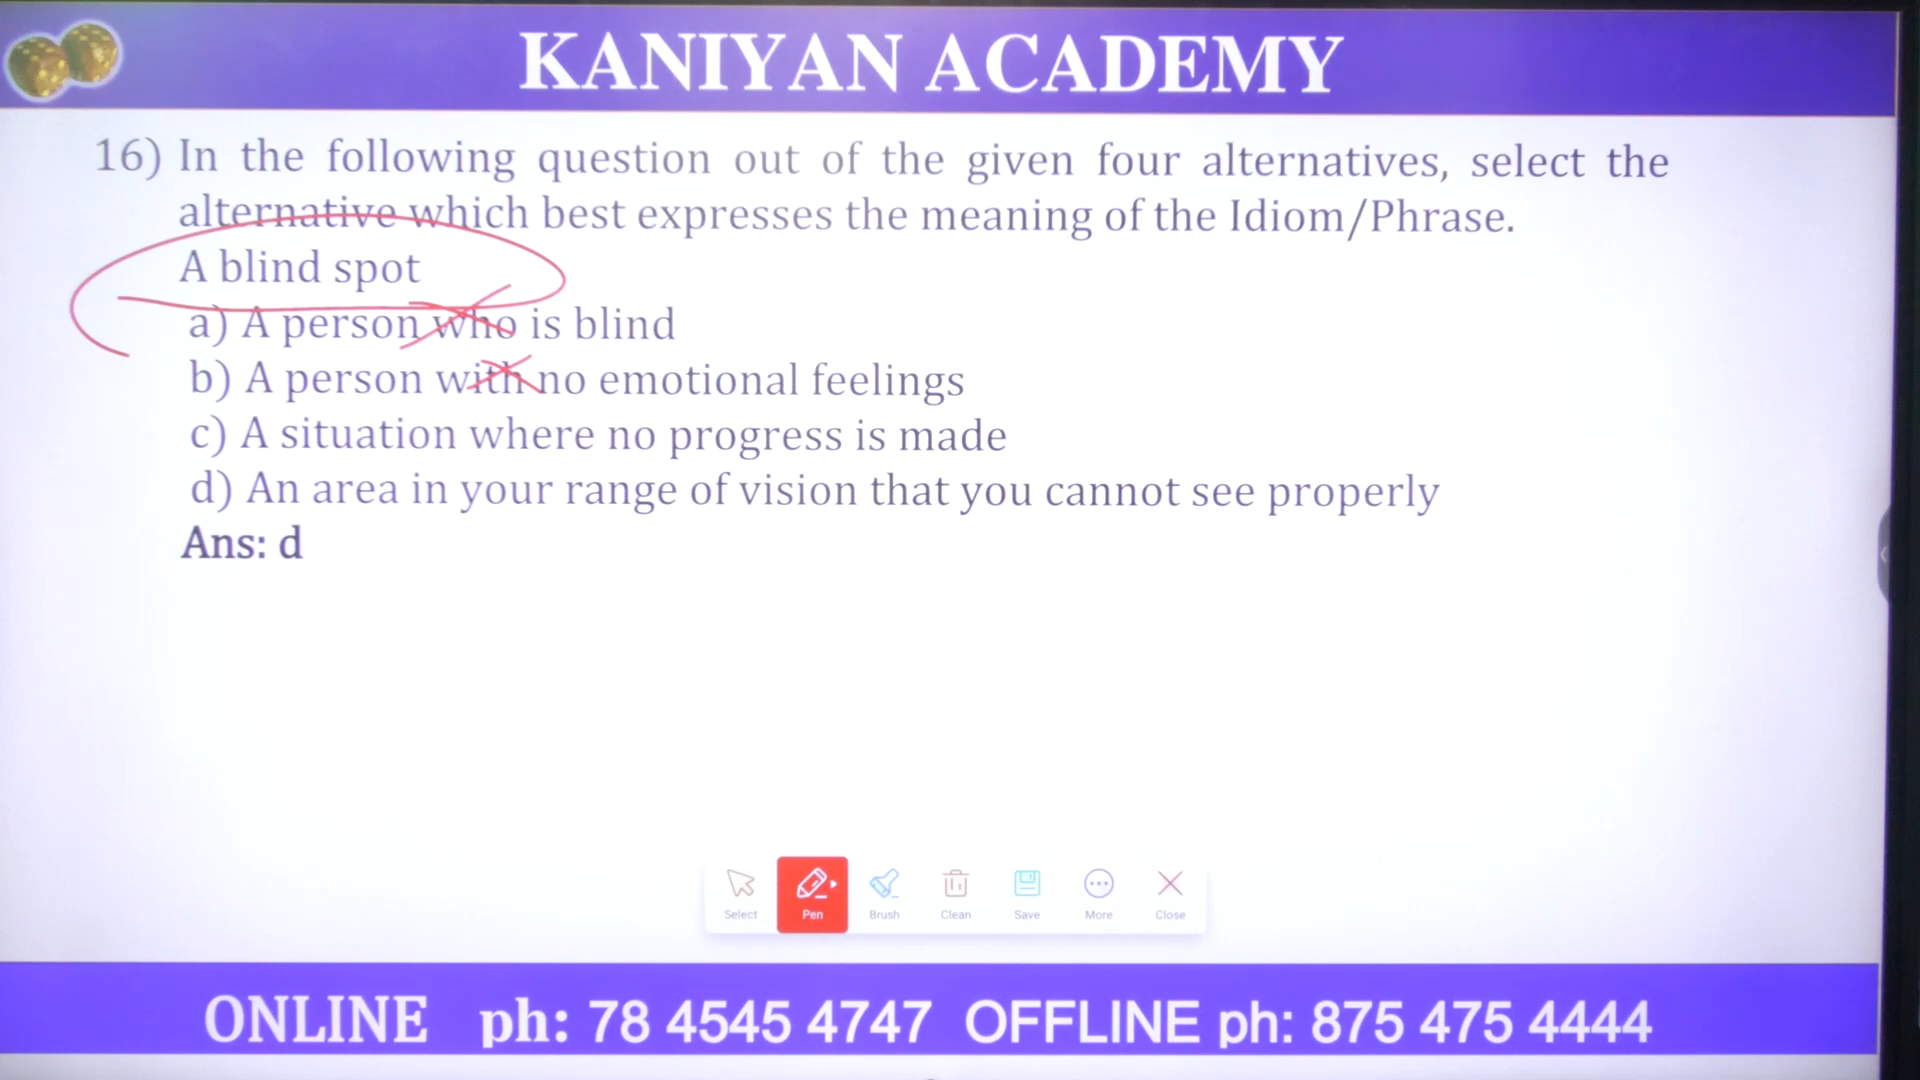 KANIYAN ACADEMY
16) In the following question out of the given four alternatives, select the
alternative which best expresses the meaning of the Idiom/Phrase.
A blind spot
a) A person who is blind
b) A person with no emotional feelings
c) A situation where no progress is made
d) An area in your range of vision that you cannot see properly
Ans: d
Select Pen Brush Clean Save More Close
ONLINE ph: 78 4545 4747 OFFLINE ph: 875 475 4444